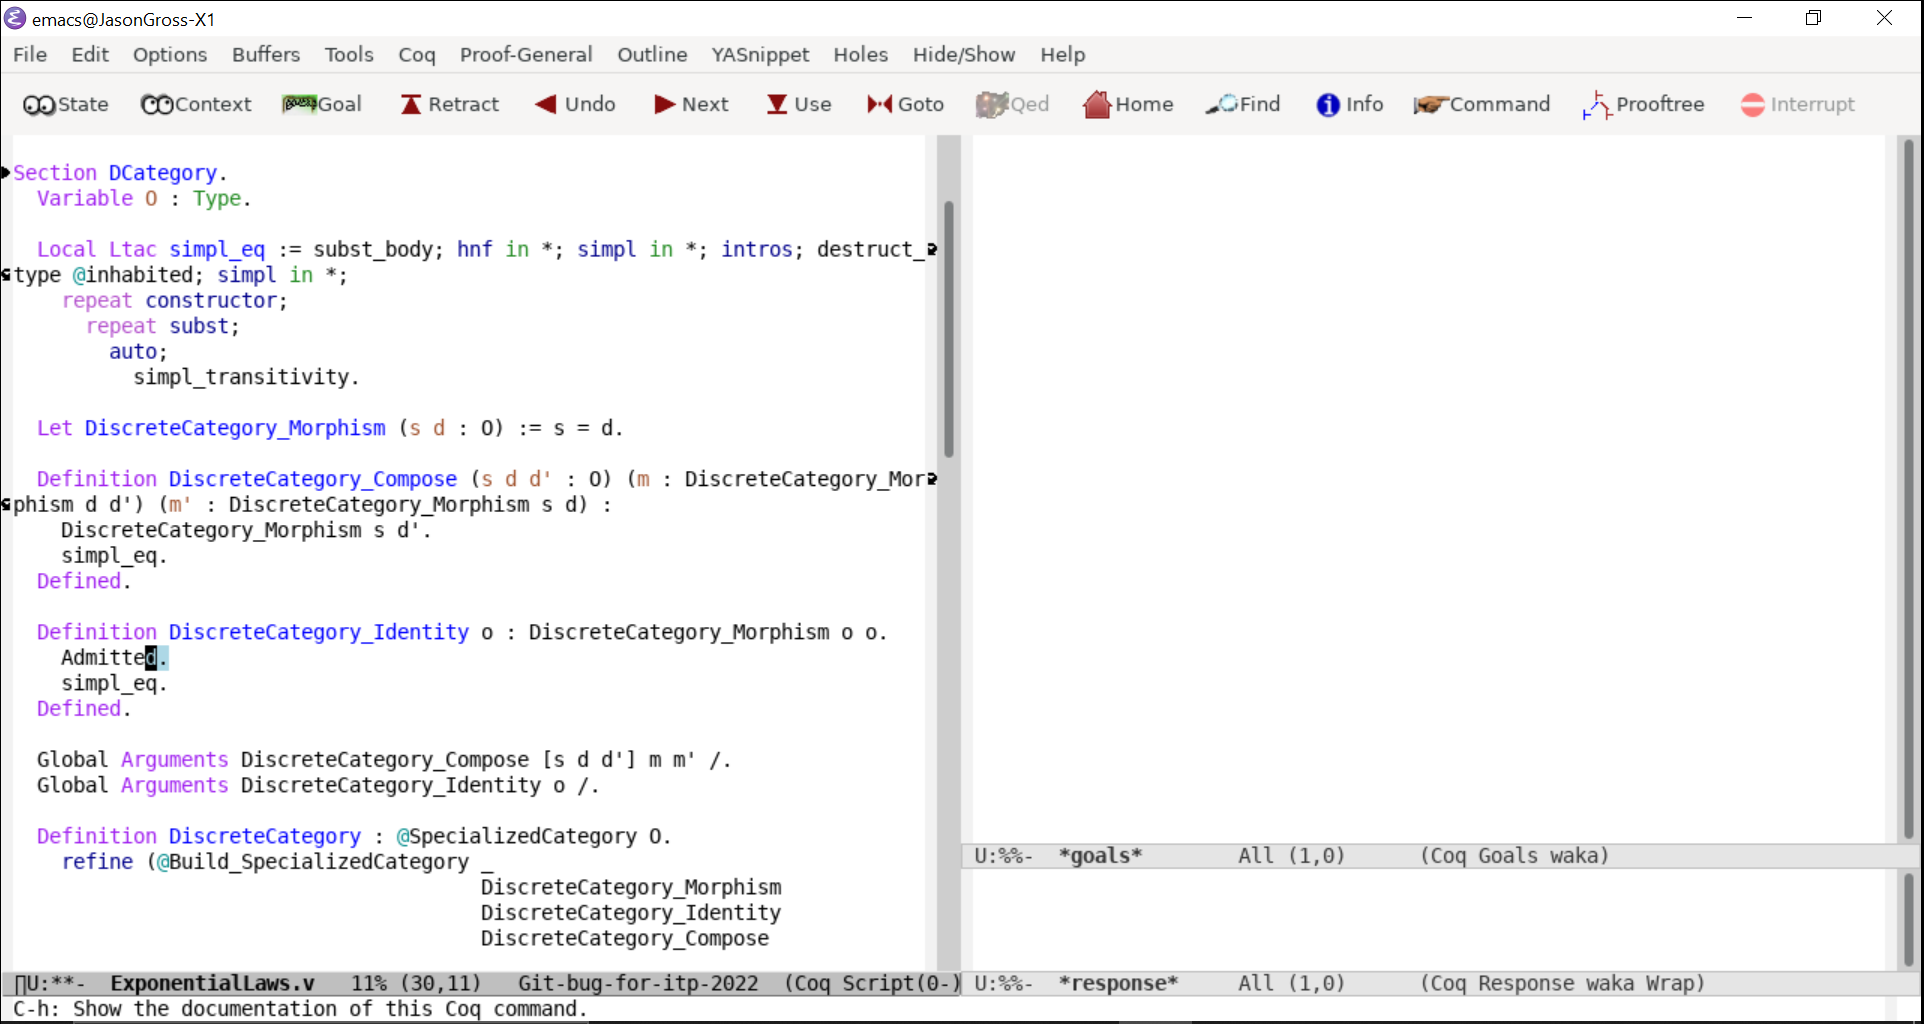 emacs@JasonGross-X1
File Edit Options Buffers Tools Coq Proof-General Outline YASnippet Holes Hide/Show Help
State Context Goal Retract Undo Next Use Goto Qed Home Find Info Command Prooftree Interrupt
Section DCategory.
  Variable O : Type.
  Local Ltac simpl_eq := subst_body; hnf in *; simpl in *; intros; destruct_
type @inhabited; simpl in *;
    repeat constructor;
      repeat subst;
        auto;
          simpl_transitivity.
  Let DiscreteCategory_Morphism (s d : O) := s = d.
  Definition DiscreteCategory_Compose (s d d' : O) (m : DiscreteCategory_Mor
phism d d') (m' : DiscreteCategory_Morphism s d) :
    DiscreteCategory_Morphism s d'.
    simpl_eq.
  Defined.
  Definition DiscreteCategory_Identity o : DiscreteCategory_Morphism o o.
    Admitted.
    simpl_eq.
  Defined.
  Global Arguments DiscreteCategory_Compose [s d d'] m m' /.
  Global Arguments DiscreteCategory_Identity o /.
  Definition DiscreteCategory : @SpecializedCategory O.
    refine (@Build_SpecializedCategory _
                                       DiscreteCategory_Morphism
                                       DiscreteCategory_Identity
                                       DiscreteCategory_Compose
U:**-  ExponentialLaws.v   11% (30,11)   Git-bug-for-itp-2022  (Coq Script(0-)
C-h: Show the documentation of this Coq command.
U:%%-  *goals*        All (1,0)      (Coq Goals waka)
U:%%-  *response*     All (1,0)      (Coq Response waka Wrap)